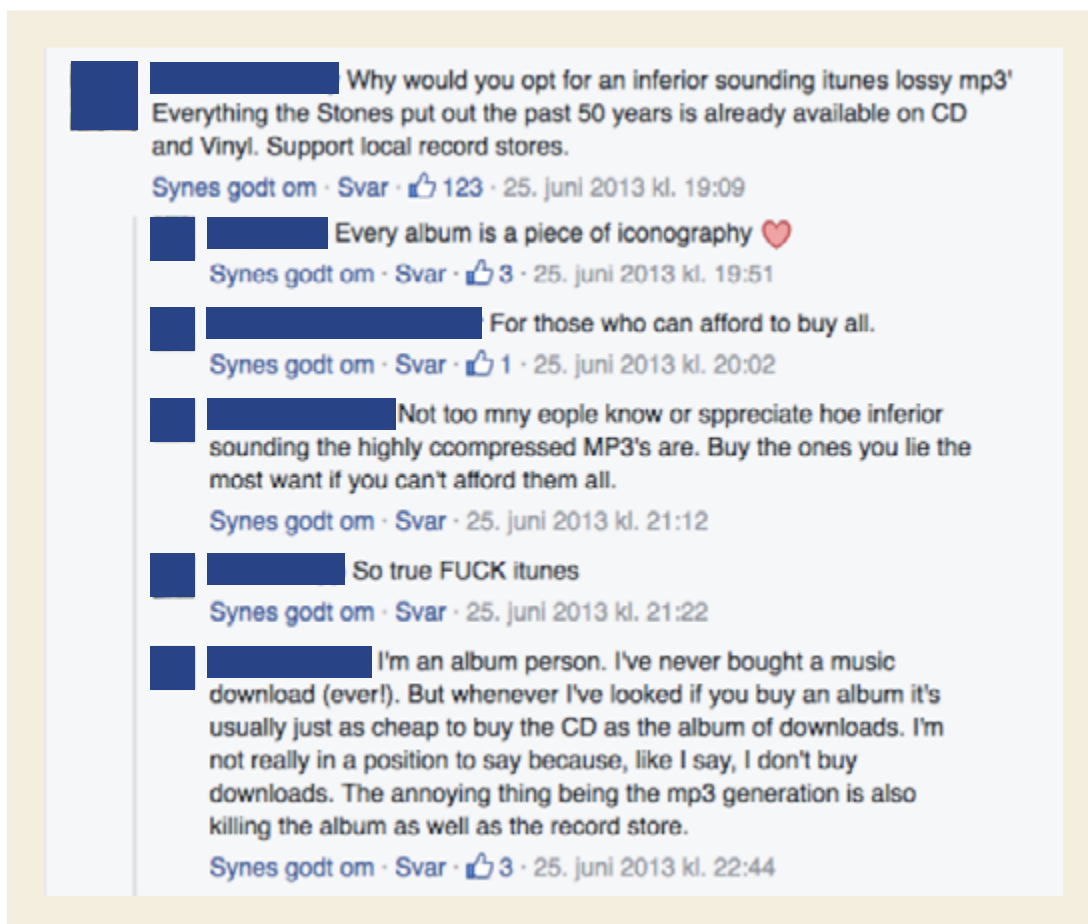 Why would you opt for an inferior sounding itunes lossy mp3'
Everything the Stones put out the past 50 years is already available on CD
and Vinyl. Support local record stores.
Synes godt om · Svar · 123 · 25. juni 2013 kl. 19:09
Every album is a piece of iconography
Synes godt om · Svar · 3 · 25. juni 2013 kl. 19:51
For those who can afford to buy all.
Synes godt om · Svar · 1 · 25. juni 2013 kl. 20:02
Not too mny eople know or sppreciate hoe inferior
sounding the highly ccompressed MP3's are. Buy the ones you lie the
most want if you can't afford them all.
Synes godt om · Svar · 25. juni 2013 kl. 21:12
So true FUCK itunes
Synes godt om · Svar · 25. juni 2013 kl. 21:22
I'm an album person. I've never bought a music
download (ever!). But whenever I've looked if you buy an album it's
usually just as cheap to buy the CD as the album of downloads. I'm
not really in a position to say because, like I say, I don't buy
downloads. The annoying thing being the mp3 generation is also
killing the album as well as the record store.
Synes godt om · Svar · 3 · 25. juni 2013 kl. 22:44